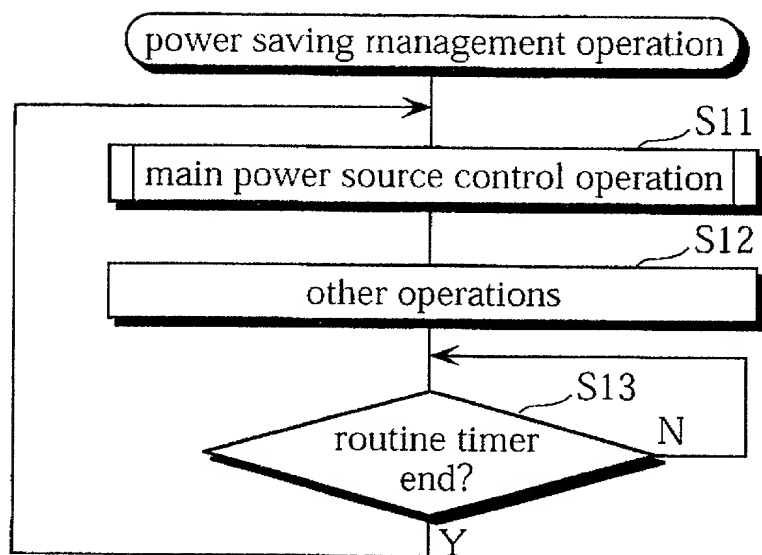 power saving management operation
S11
main power source control operation
S12
other operations
S13
routine timer
end?
N
Y